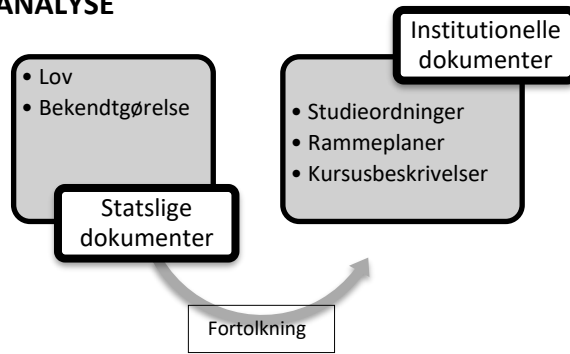 ANALYSE
Institutionelle
dokumenter
• Lov
• Bekendtgørelse
• Studieordninger
• Rammeplaner
• Kursusbeskrivelser
Statslige
dokumenter
Fortolkning